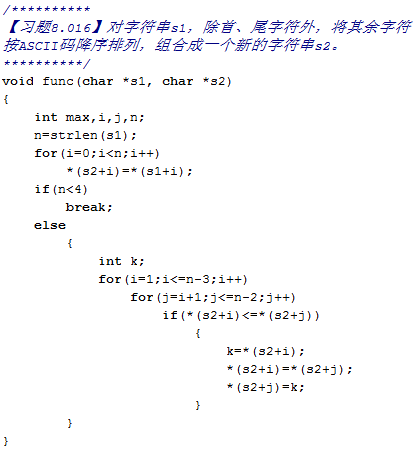 /**********
【习题8.016】对字符串s1，除首、尾字符外，将其余字符
按ASCII码降序排列，组合成一个新的字符串s2。
**********/
void func(char *s1, char *s2)
{
    int max,i,j,n;
    n=strlen(s1);
    for(i=0;i<n;i++)
        *(s2+i)=*(s1+i);
    if(n<4)
        break;
    else
        {
            int k;
            for(i=1;i<=n-3;i++)
                for(j=i+1;j<=n-2;j++)
                    if(*(s2+i)<=*(s2+j))
                        {
                            k=*(s2+i);
                            *(s2+i)=*(s2+j);
                            *(s2+j)=k;
                        }
        }
}